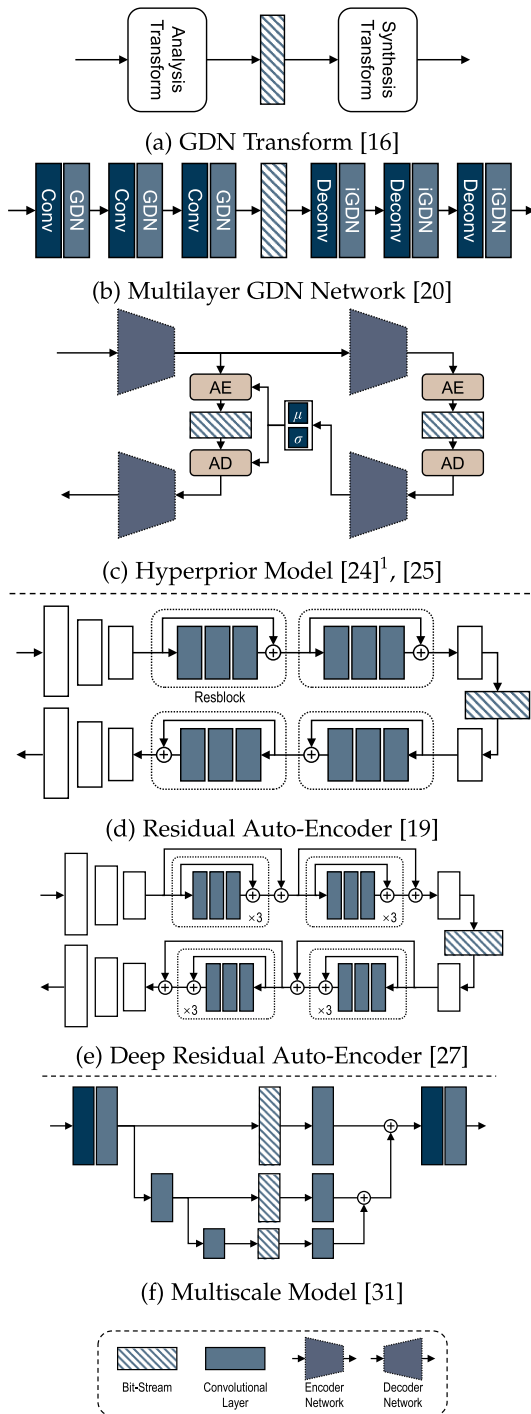 Analysis
Transform
Synthesis
Transform
(a) GDN Transform [16]
Conv
GDN
Conv
GDN
Conv
GDN
Deconv
iGDN
Deconv
iGDN
Deconv
iGDN
(b) Multilayer GDN Network [20]
AE
AE
μ
σ
AD
AD
(c) Hyperprior Model [24]¹, [25]
+
+
Resblock
+
+
(d) Residual Auto-Encoder [19]
+ + + +
×3
×3
+ + + +
×3
×3
(e) Deep Residual Auto-Encoder [27]
+
+
(f) Multiscale Model [31]
Bit-Stream
Convolutional
Layer
Encoder
Network
Decoder
Network